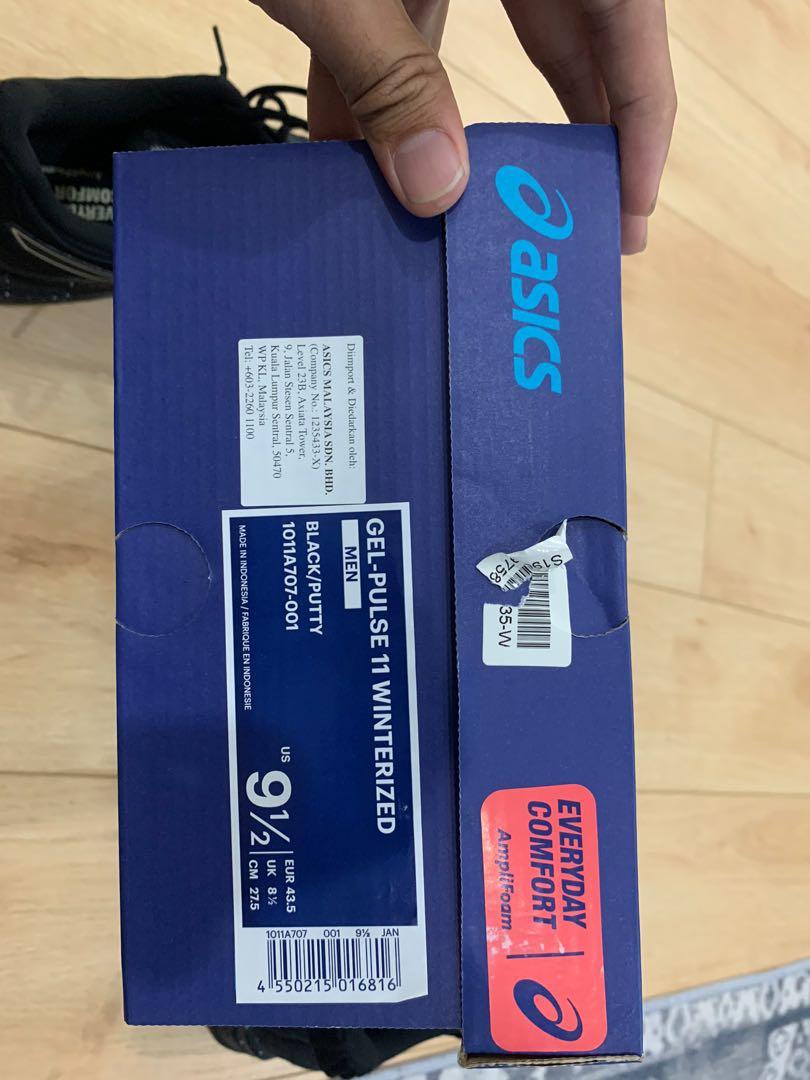 asics
EVERYDAY
COMFORT
AmpliFoam
35-W
Diimport & Diedarkan oleh:
ASICS MALAYSIA SDN. BHD.
(Company No.: 1235433-X)
Level 23B, Axiata Tower,
9, Jalan Stesen Sentral 5,
Kuala Lumpur Sentral, 50470
WP KL, Malaysia
Tel: +603-2260 1100
GEL-PULSE 11 WINTERIZED
MEN
BLACK/PUTTY
1011A707-001
MADE IN INDONESIA / FABRIQUE EN INDONESIE
US
9 1/2
EUR 43.5
UK 8½
CM 27.5
1011A707 001 9½ JAN
4 550215 016816